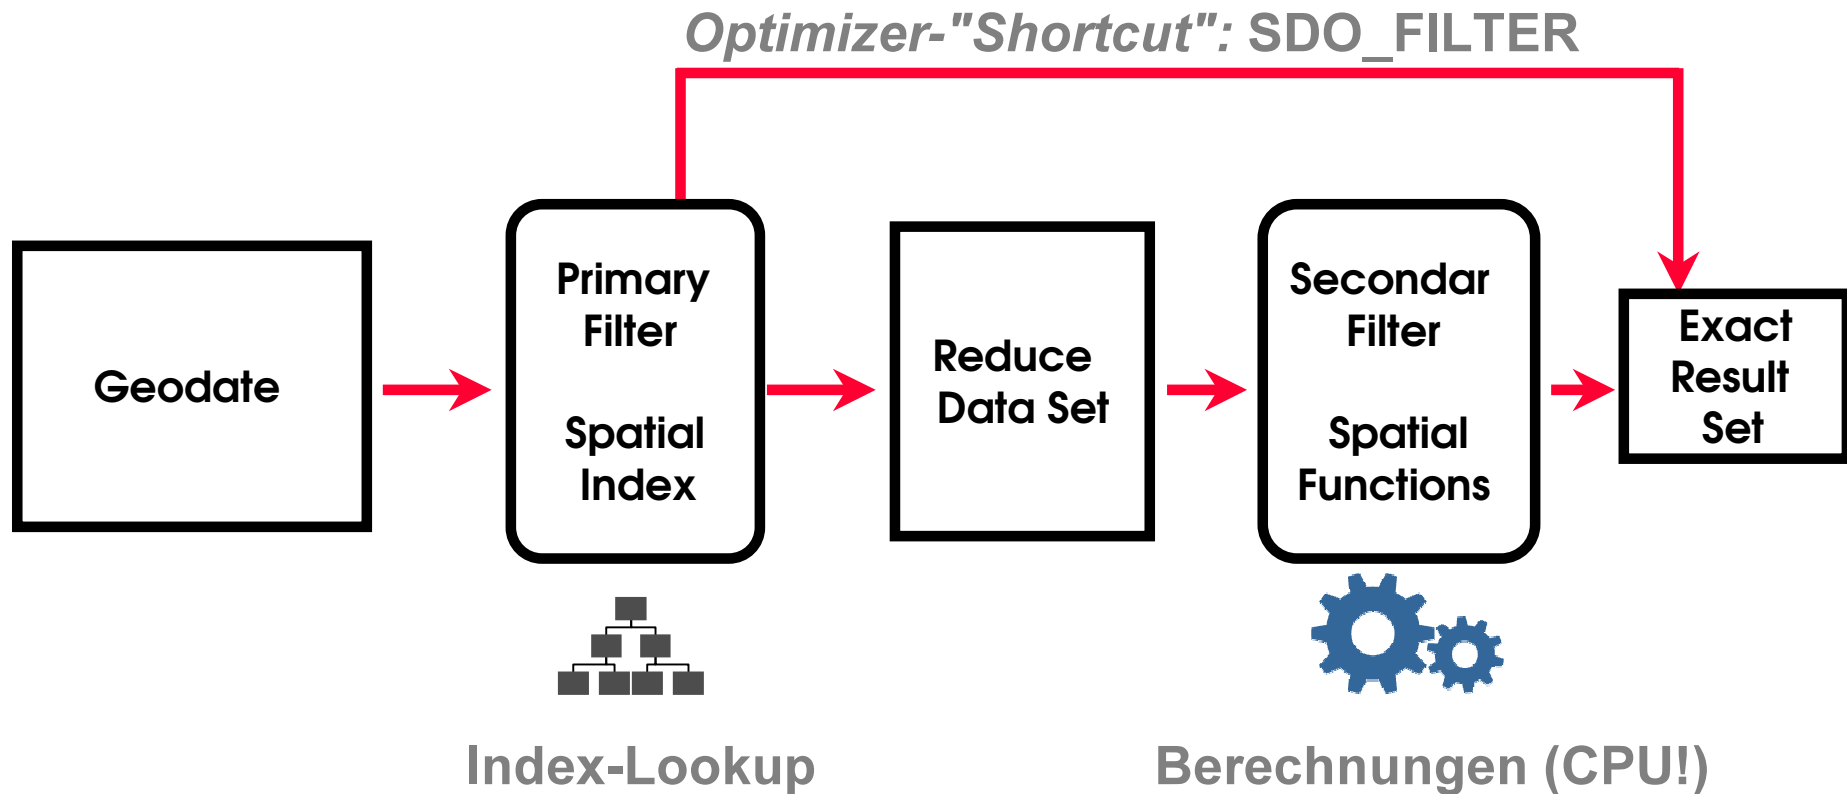 Optimizer-"Shortcut": SDO_FILTER
Geodate
Primary
Filter
Spatial
Index
Reduce
Data Set
Secondar
Filter
Spatial
Functions
Exact
Result
Set
Index-Lookup
Berechnungen (CPU!)